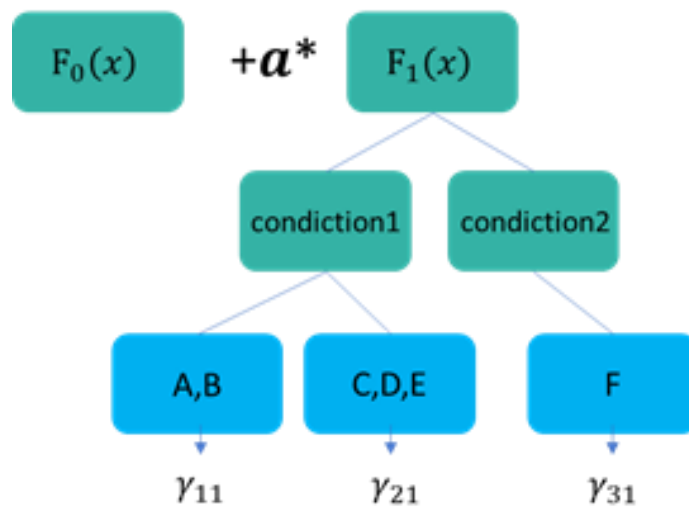 F₀(x) +a* F₁(x)
condiction1 condiction2
A,B C,D,E F
γ₁₁ γ₂₁ γ₃₁